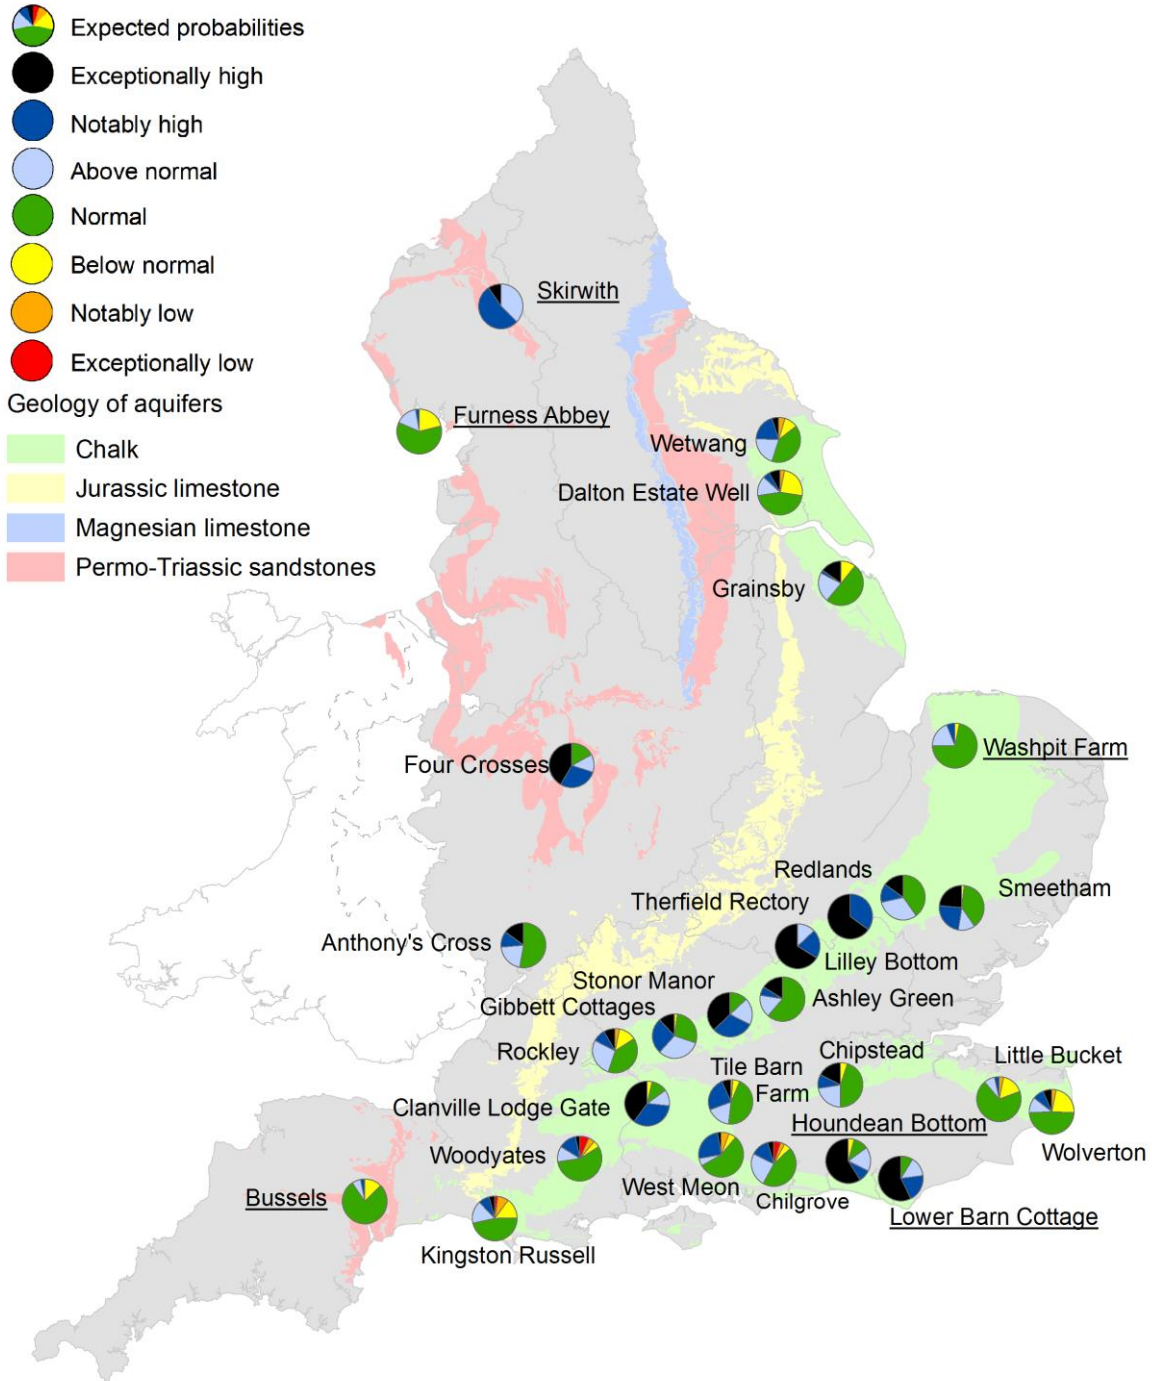 Expected probabilities
Exceptionally high
Notably high
Above normal
Normal
Below normal
Notably low
Exceptionally low
Geology of aquifers
Chalk
Jurassic limestone
Magnesian limestone
Permo-Triassic sandstones
Skirwith
Furness Abbey
Wetwang
Dalton Estate Well
Grainsby
Four Crosses
Washpit Farm
Redlands
Smeetham
Therfield Rectory
Anthony's Cross
Lilley Bottom
Stonor Manor
Ashley Green
Gibbett Cottages
Rockley
Chipstead
Little Bucket
Tile Barn
Farm
Clanville Lodge Gate
Houndean Bottom
Wolverton
Woodyates
West Meon
Chilgrove
Bussels
Lower Barn Cottage
Kingston Russell